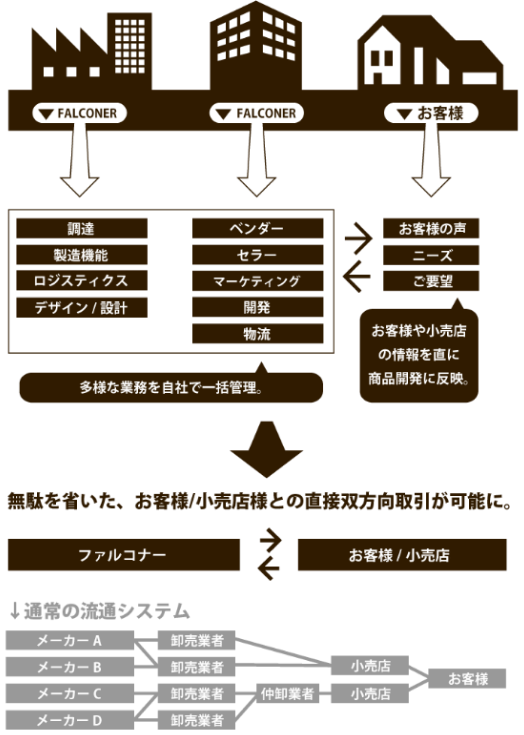 ▼ FALCONER
▼ FALCONER
▼ お客様
調達
製造機能
ロジスティクス
デザイン / 設計
ベンダー
セラー
マーケティング
開発
物流
お客様の声
ニーズ
ご要望
お客様や小売店
の情報を直に
商品開発に反映。
多様な業務を自社で一括管理。
無駄を省いた、お客様/小売店様との直接双方向取引が可能に。
ファルコナー
お客様 / 小売店
↓通常の流通システム
メーカー A
メーカー B
メーカー C
メーカー D
卸売業者
卸売業者
卸売業者
卸売業者
仲卸業者
小売店
小売店
お客様